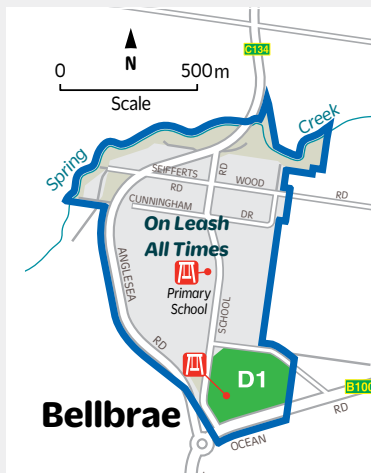 C134
N
0 500m
Scale
Spring
Creek
SEIFFERTS
RD
WOOD
RD
RD
CUNNINGHAM
DR
On Leash
All Times
Primary
School
ANGLESEA
RD
SCHOOL
D1
B100
Bellbrae
OCEAN
RD